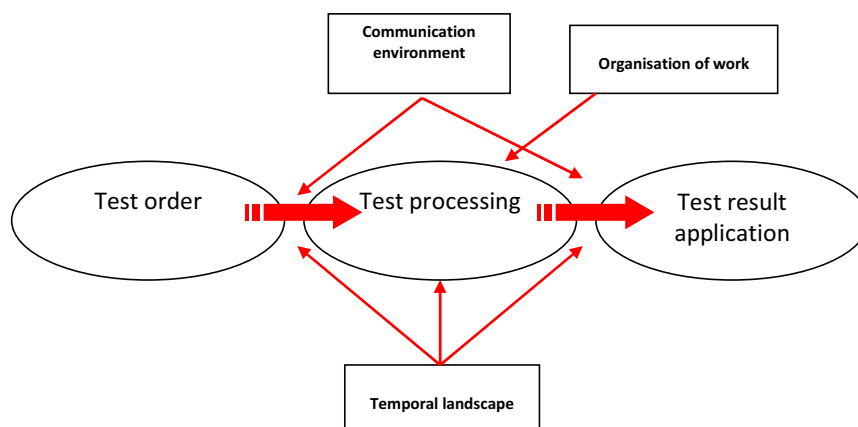 Communication
environment
Organisation of work
Test order
Test processing
Test result
application
Temporal landscape